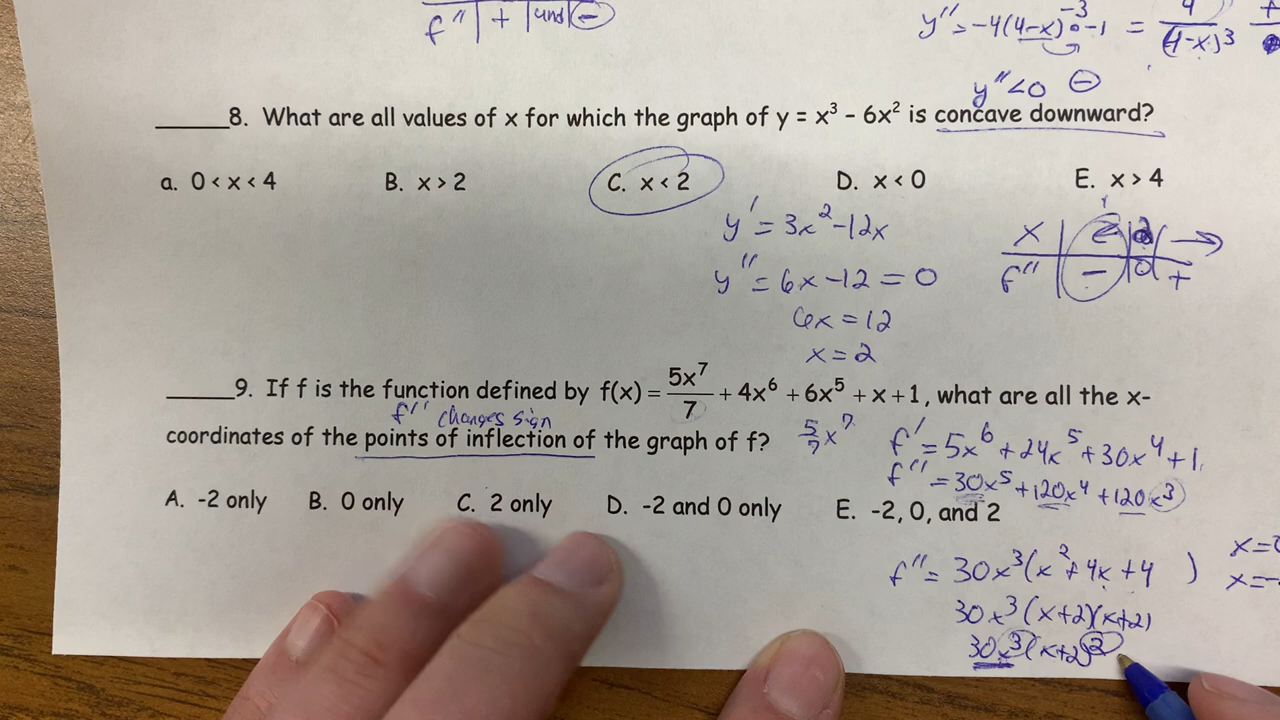 f'' | + | und | -
y'' = -4(4-x)^-3 · -1 = 4/(4-x)^3
y'' < 0 ⊖
_____8. What are all values of x for which the graph of y = x³ - 6x² is concave downward?
a. 0 < x < 4 B. x > 2 C. x < 2 D. x < 0 E. x > 4
y' = 3x² - 12x
y'' = 6x - 12 = 0
6x = 12
x = 2
x | 2 | →
f'' | - | 0 | +
_____9. If f is the function defined by f(x) = 5x⁷/7 + 4x⁶ + 6x⁵ + x + 1, what are all the x-
f'' changes sign
coordinates of the points of inflection of the graph of f?
5/7 x⁷
f' = 5x⁶ + 24x⁵ + 30x⁴ + 1
f'' = 30x⁵ + 120x⁴ + 120x³
A. -2 only B. 0 only C. 2 only D. -2 and 0 only E. -2, 0, and 2
f'' = 30x³(x² + 4x + 4 )
x =
x = -
30x³(x+2)(x+2)
30x³(x+2)²